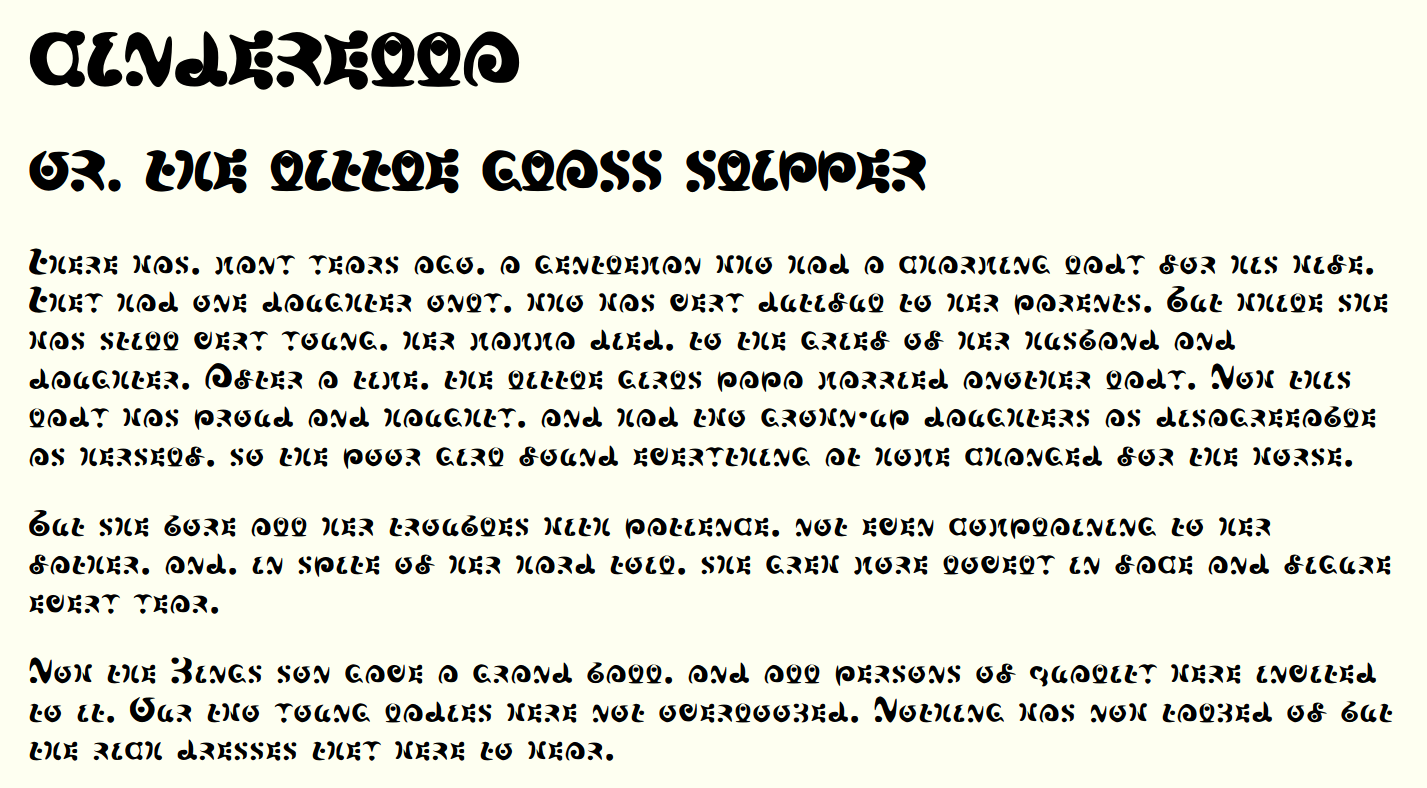 CINDERELLA
OR, THE LITTLE GLASS SLIPPER
There was, many years ago, a gentleman who had a charming lady for his wife.
They had one daughter only, who was very dutiful to her parents. But while she
was still very young, her mamma died, to the grief of her husband and
daughter. After a time, the little girls papa married another lady. Now this
lady was proud and haughty, and had two grown-up daughters as disagreeable
as herself, so the poor girl found everything at home changed for the worse.
But she bore all her troubles with patience, not even complaining to her
father, and, in spite of her hard toil, she grew more lovely in face and figure
every year.
Now the Kings son gave a grand ball, and all persons of quality were invited
to it. Our two young ladies were not overlooked. Nothing was now talked of but
the rich dresses they were to wear.